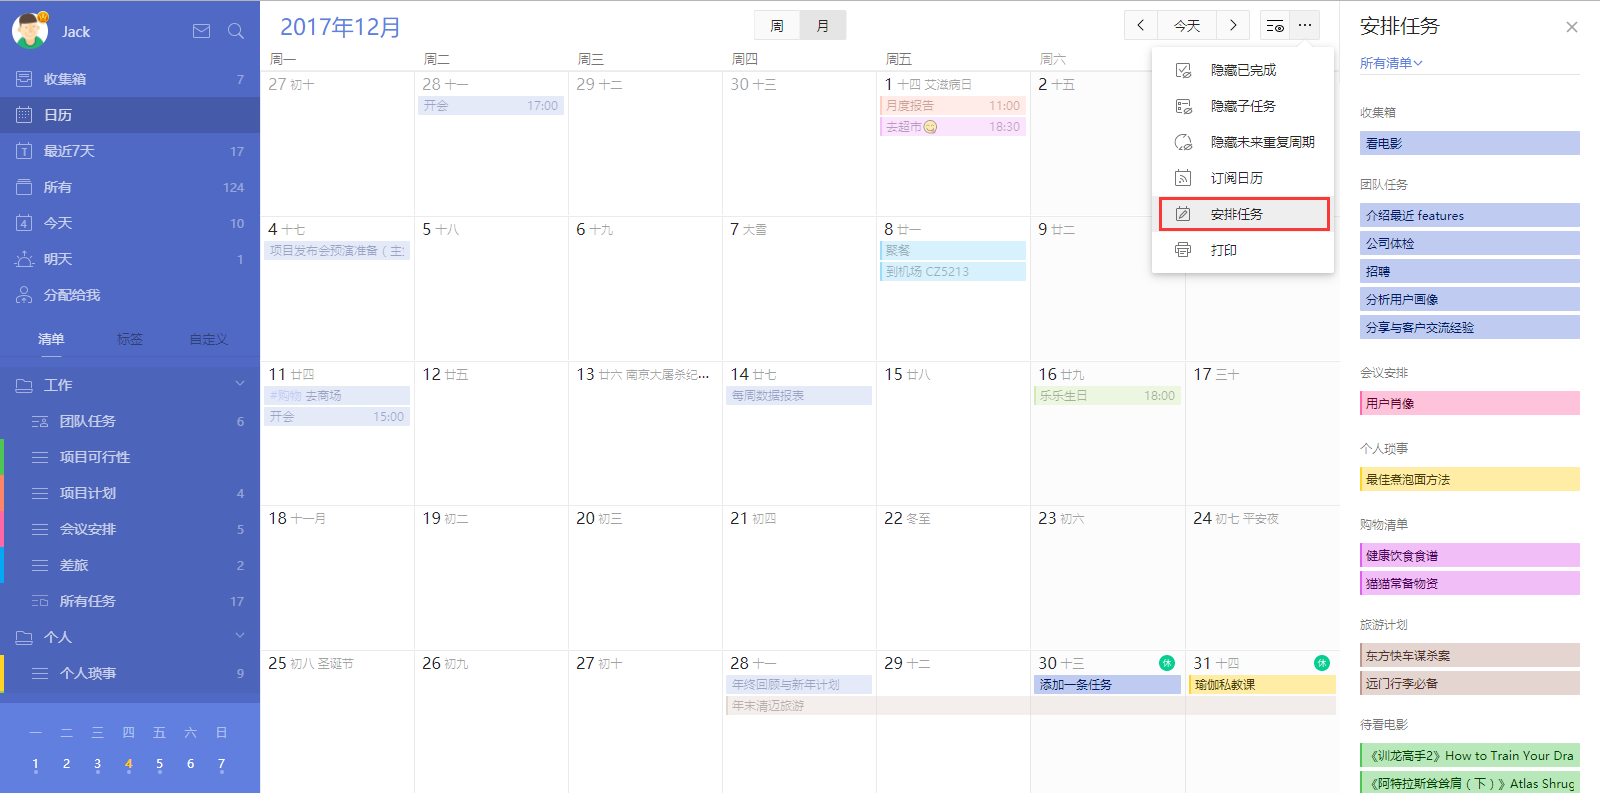 Jack
收集箱 7
日历
最近7天 17
所有 124
今天 10
明天 1
分配给我
清单 标签 自定义
工作
团队任务 6
项目可行性
项目计划 4
会议安排 5
差旅 2
所有任务 17
个人
个人琐事 9
一 二 三 四 五 六 日
1 2 3 4 5 6 7
2017年12月
周 月
今天
周一 周二 周三 周四 周五 周六
27 初十 28 十一 29 十二 30 十三 1 十四 艾滋病日 2 十五
开会 17:00
月度报告 11:00
去超市😋 18:30
4 十七 5 十八 6 十九 7 大雪 8 廿一 9 廿二
项目发布会预演准备（主
聚餐
到机场 CZ5213
11 廿四 12 廿五 13 廿六 南京大屠杀纪... 14 廿七 15 廿八 16 廿九 17 三十
#购物 去商场
开会 15:00
每周数据报表
乐乐生日 18:00
18 十一月 19 初二 20 初三 21 初四 22 冬至 23 初六 24 初七 平安夜
25 初八 圣诞节 26 初九 27 初十 28 十一 29 十二 30 十三 休 31 十四 休
年终回顾与新年计划
添加一条任务
瑜伽私教课
年末清迈旅游
隐藏已完成
隐藏子任务
隐藏未来重复周期
订阅日历
安排任务
打印
安排任务
所有清单
收集箱
看电影
团队任务
介绍最近 features
公司体检
招聘
分析用户画像
分享与客户交流经验
会议安排
用户肖像
个人琐事
最佳煮泡面方法
购物清单
健康饮食食谱
猫猫常备物资
旅游计划
东方快车谋杀案
远门行李必备
待看电影
《训龙高手2》How to Train Your Dra
《阿特拉斯耸耸肩（下）》Atlas Shrug